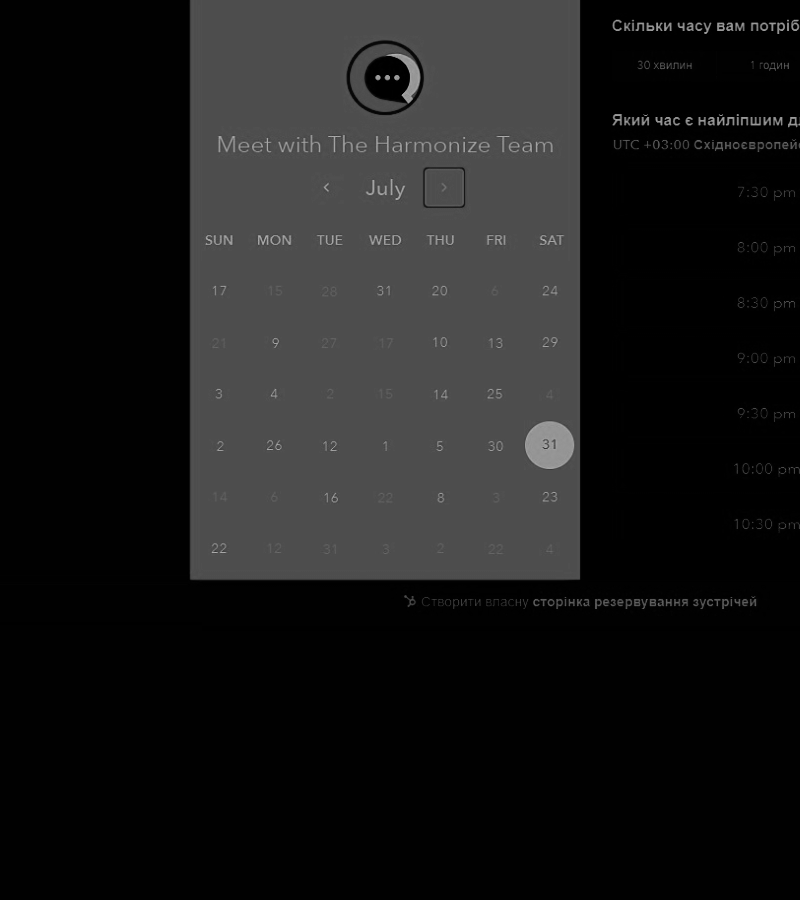 Meet with The Harmonize Team
July
SUN MON TUE WED THU FRI SAT
17 15 28 31 20 6 24
21 9 27 17 10 13 29
3 4 2 15 14 25 4
2 26 12 1 5 30 31
14 6 16 22 8 3 23
22 12 31 3 2 22 4
Скільки часу вам потріб
30 хвилин 1 годин
Який час є найліпшим д
UTC +03:00 Східноєвропей
7:30 pm
8:00 pm
8:30 pm
9:00 pm
9:30 pm
10:00 pm
10:30 pm
Створити власну сторінка резервування зустрічей